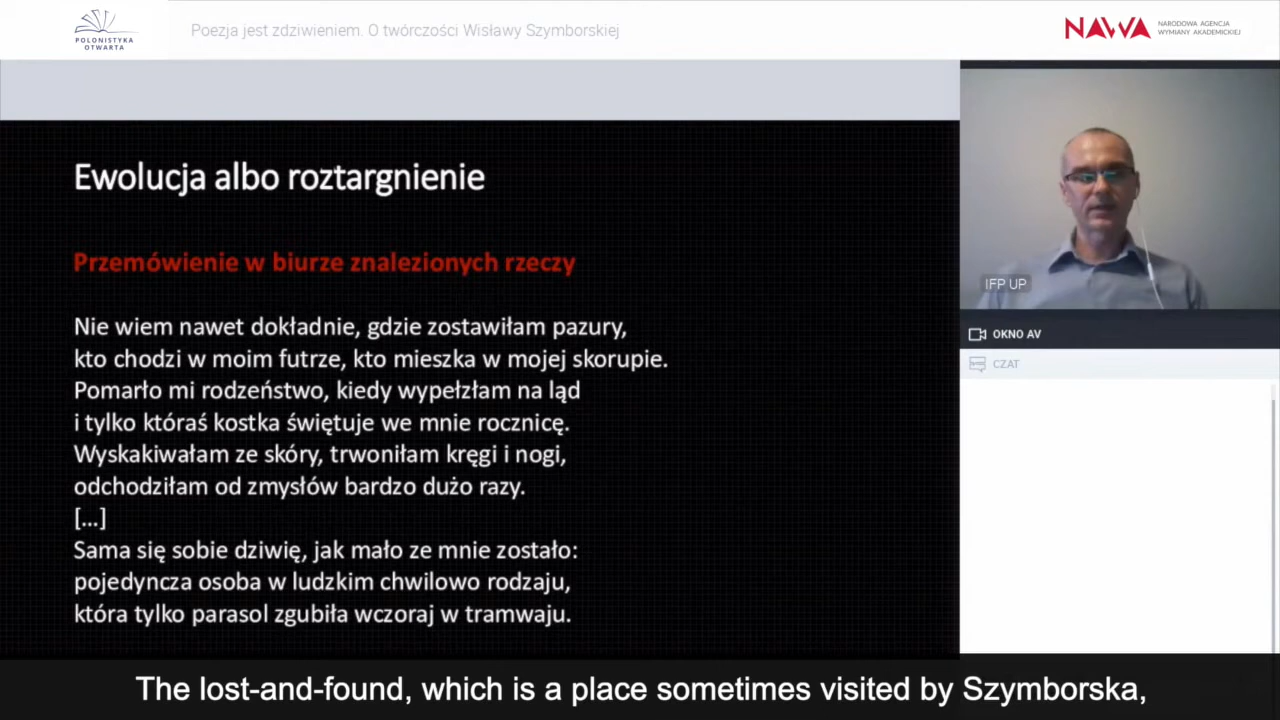 POLONISTYKA
OTWARTA
Poezja jest zdziwieniem. O twórczości Wisławy Szymborskiej
NAWA
NARODOWA AGENCJA
WYMIANY AKADEMICKIEJ
Ewolucja albo roztargnienie
Przemówienie w biurze znalezionych rzeczy
Nie wiem nawet dokładnie, gdzie zostawiłam pazury,
kto chodzi w moim futrze, kto mieszka w mojej skorupie.
Pomarło mi rodzeństwo, kiedy wypełzłam na ląd
i tylko któraś kostka świętuje we mnie rocznicę.
Wyskakiwałam ze skóry, trwoniłam kręgi i nogi,
odchodziłam od zmysłów bardzo dużo razy.
[...]
Sama się sobie dziwię, jak mało ze mnie zostało:
pojedyncza osoba w ludzkim chwilowo rodzaju,
która tylko parasol zgubiła wczoraj w tramwaju.
IFP UP
OKNO AV
CZAT
The lost-and-found, which is a place sometimes visited by Szymborska,